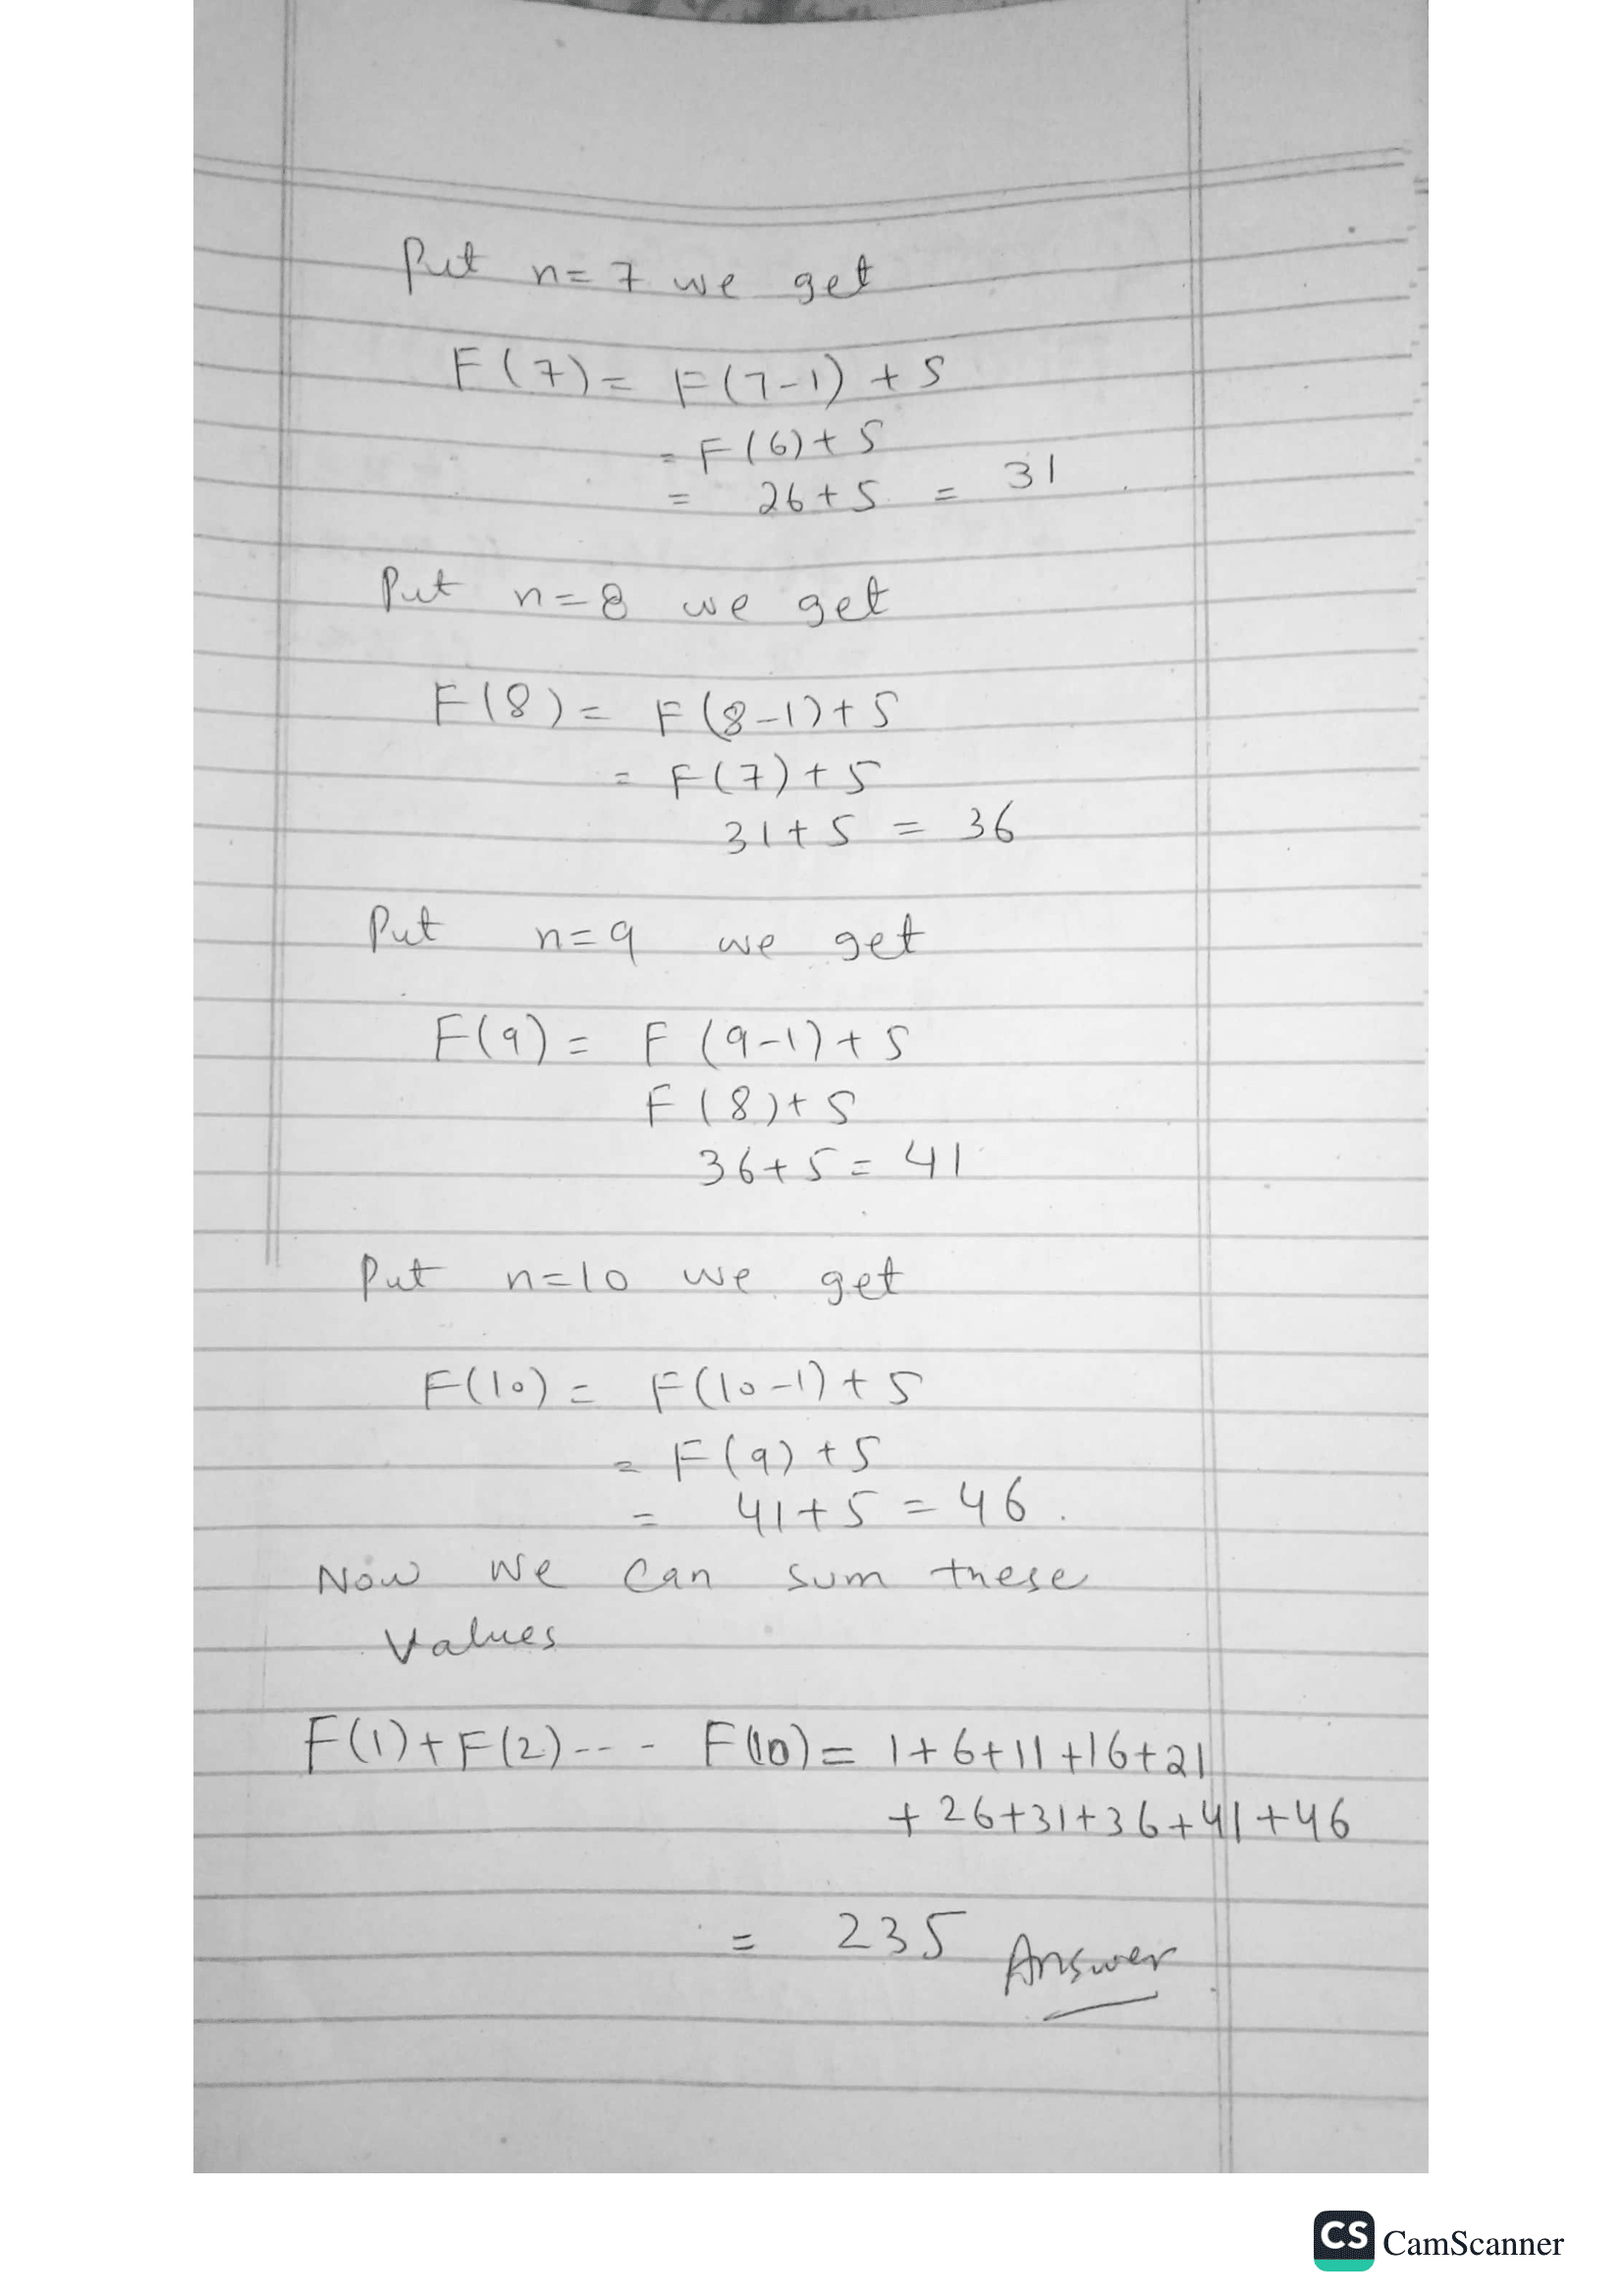 Put n=7 we get
F(7)= F(7-1)+5
= F(6)+5
= 26+5 = 31
Put n=8 we get
F(8)= F(8-1)+5
= F(7)+5
31+5 = 36
Put n=9 we get
F(9)= F(9-1)+5
F(8)+5
36+5= 41
Put n=10 we get
F(10)= F(10-1)+5
= F(9)+5
= 41+5 = 46.
Now we can sum these
values
F(1)+F(2)--- F(10)= 1+6+11+16+21
+26+31+36+41+46
= 235 Answer
CS CamScanner